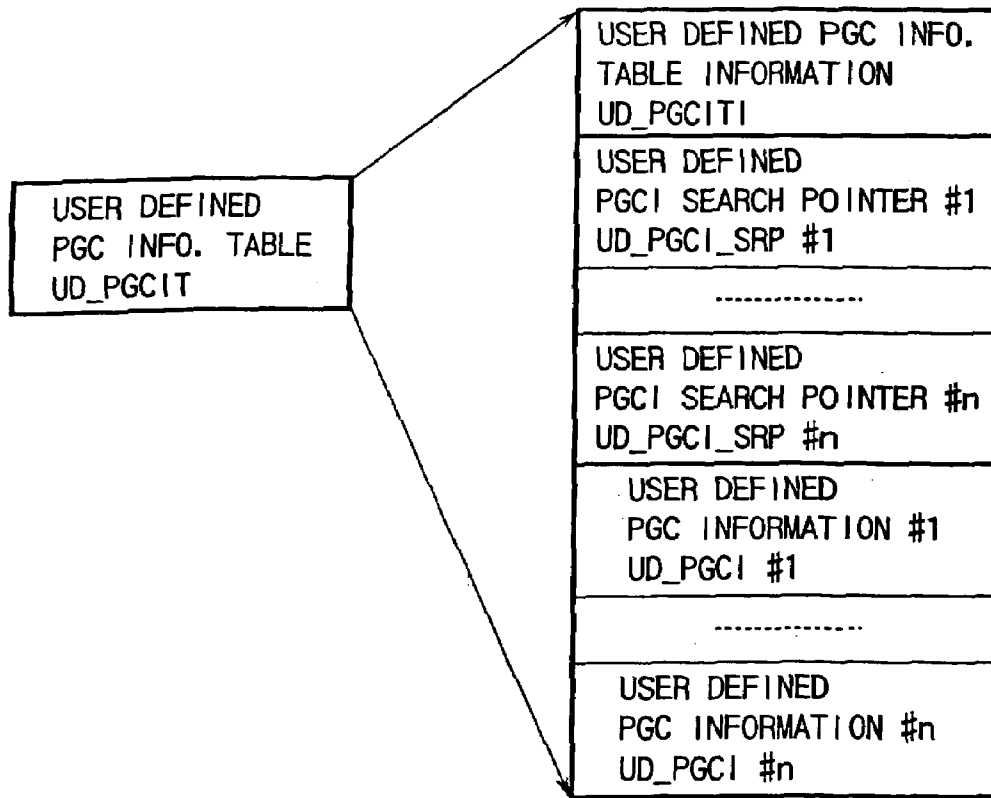 USER DEFINED
PGC INFO. TABLE
UD_PGCIT
USER DEFINED PGC INFO.
TABLE INFORMATION
UD_PGCITI
USER DEFINED
PGCI SEARCH POINTER #1
UD_PGCI_SRP #1
USER DEFINED
PGCI SEARCH POINTER #n
UD_PGCI_SRP #n
USER DEFINED
PGC INFORMATION #1
UD_PGCI #1
USER DEFINED
PGC INFORMATION #n
UD_PGCI #n